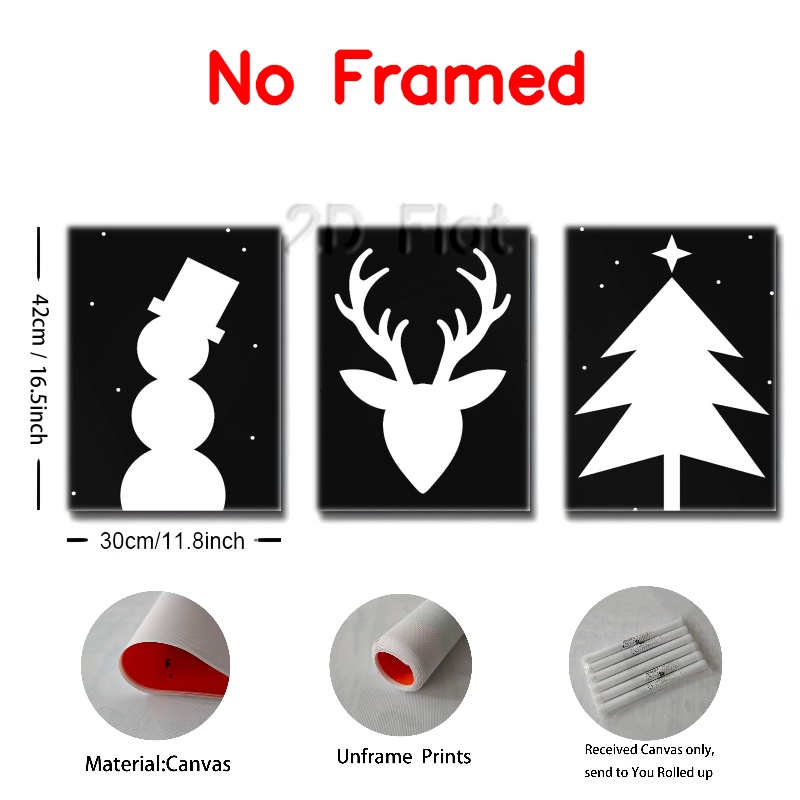 No Framed
2D Flat
42cm / 16.5inch
30cm/11.8inch
Material:Canvas
Unframe Prints
Received Canvas only,
send to You Rolled up